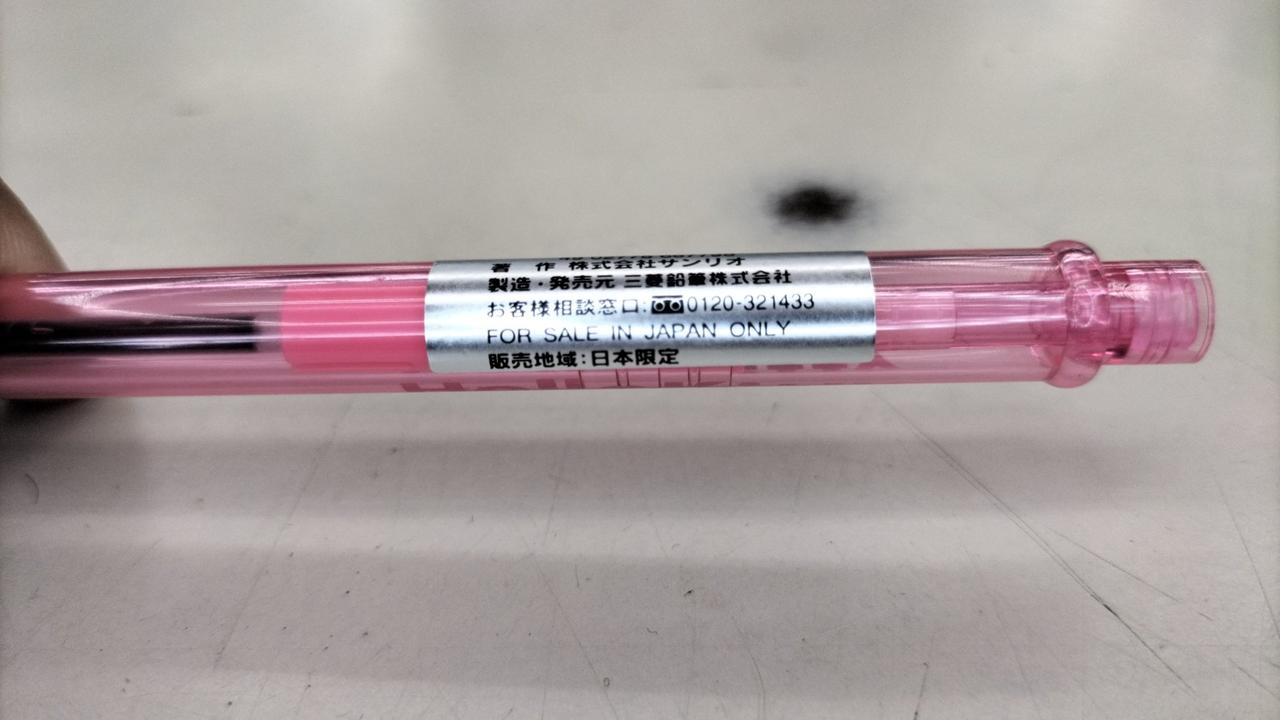 著 作 株式会社サンリオ
製造・発売元 三菱鉛筆株式会社
お客様相談窓口:0120-321433
FOR SALE IN JAPAN ONLY
販売地域:日本限定